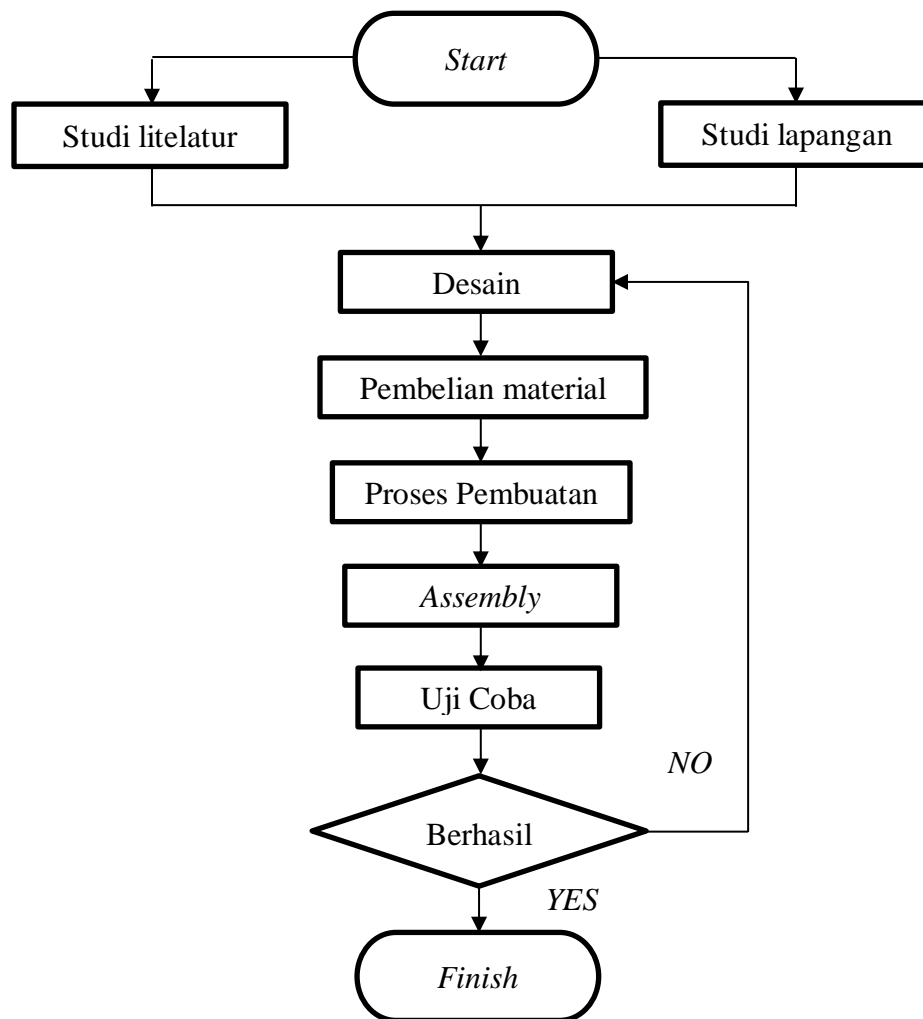 Start
Studi litelatur
Studi lapangan
Desain
Pembelian material
Proses Pembuatan
Assembly
Uji Coba
NO
Berhasil
YES
Finish